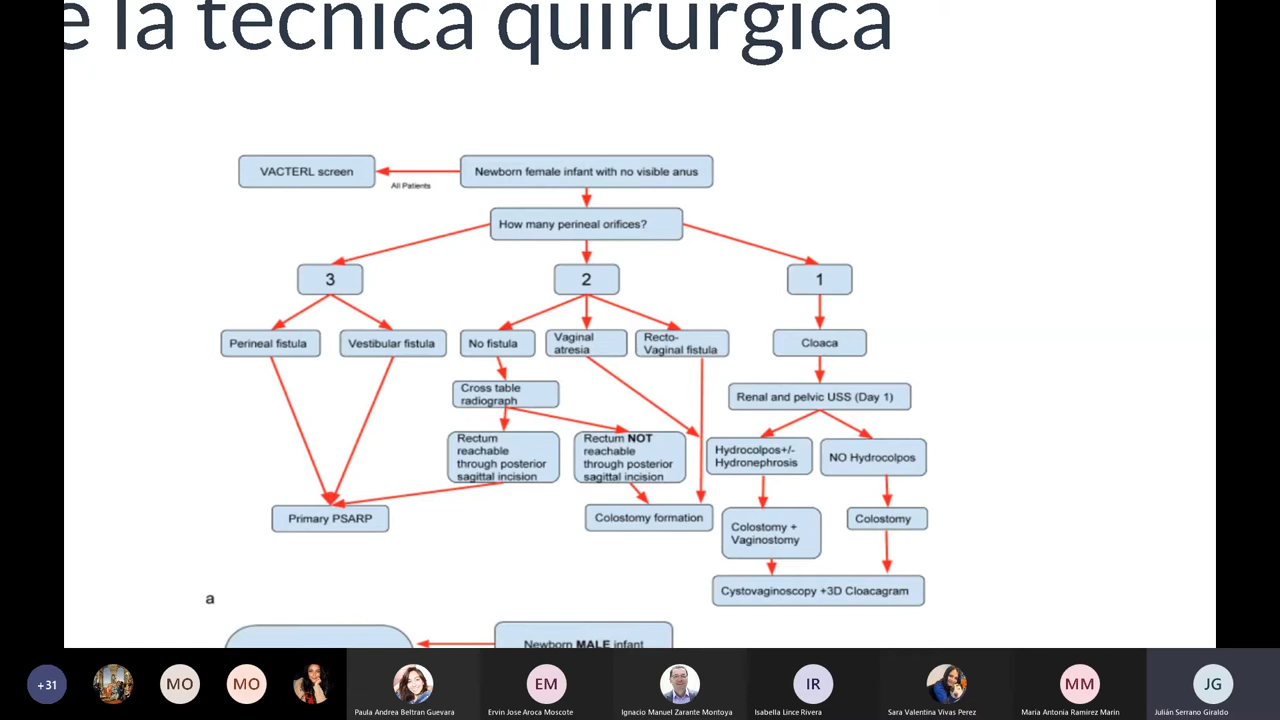 e la técnica quirúrgica
VACTERL screen
All Patients
Newborn female infant with no visible anus
How many perineal orifices?
3
2
1
Perineal fistula
Vestibular fistula
No fistula
Vaginal
atresia
Recto-
Vaginal fistula
Cloaca
Cross table
radiograph
Renal and pelvic USS (Day 1)
Rectum
reachable
through posterior
sagittal incision
Rectum NOT
reachable
through posterior
sagittal incision
Hydrocolpos+/-
Hydronephrosis
NO Hydrocolpos
Primary PSARP
Colostomy formation
Colostomy +
Vaginostomy
Colostomy
Cystovaginoscopy +3D Cloacagram
a
Newborn MALE infant
+31
MO
MO
EM
IR
MM
JG
Paula Andrea Beltran Guevara
Ervin Jose Aroca Moscote
Ignacio Manuel Zarante Montoya
Isabella Lince Rivera
Sara Valentina Vivas Perez
Maria Antonia Ramirez Marin
Julián Serrano Giraldo